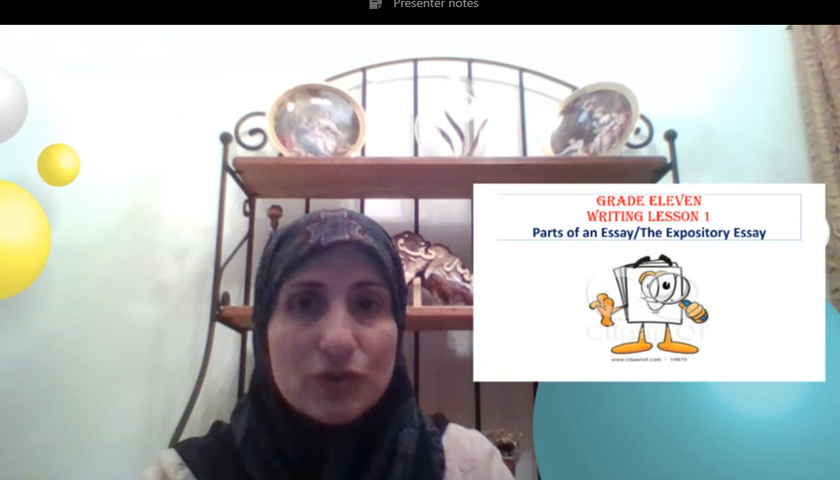 Presenter notes
GRADE ELEVEN
WRITING LESSON 1
Parts of an Essay/The Expository Essay